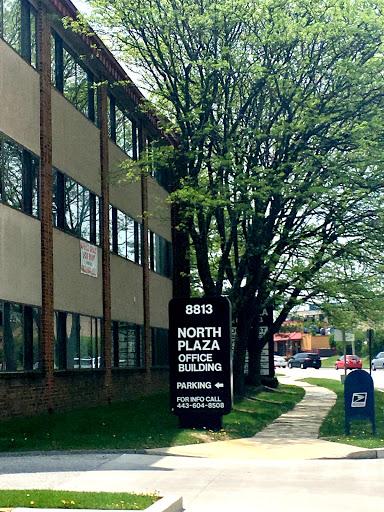 8813
NORTH
PLAZA
OFFICE
BUILDING
PARKING ←
FOR INFO CALL
443-604-8508